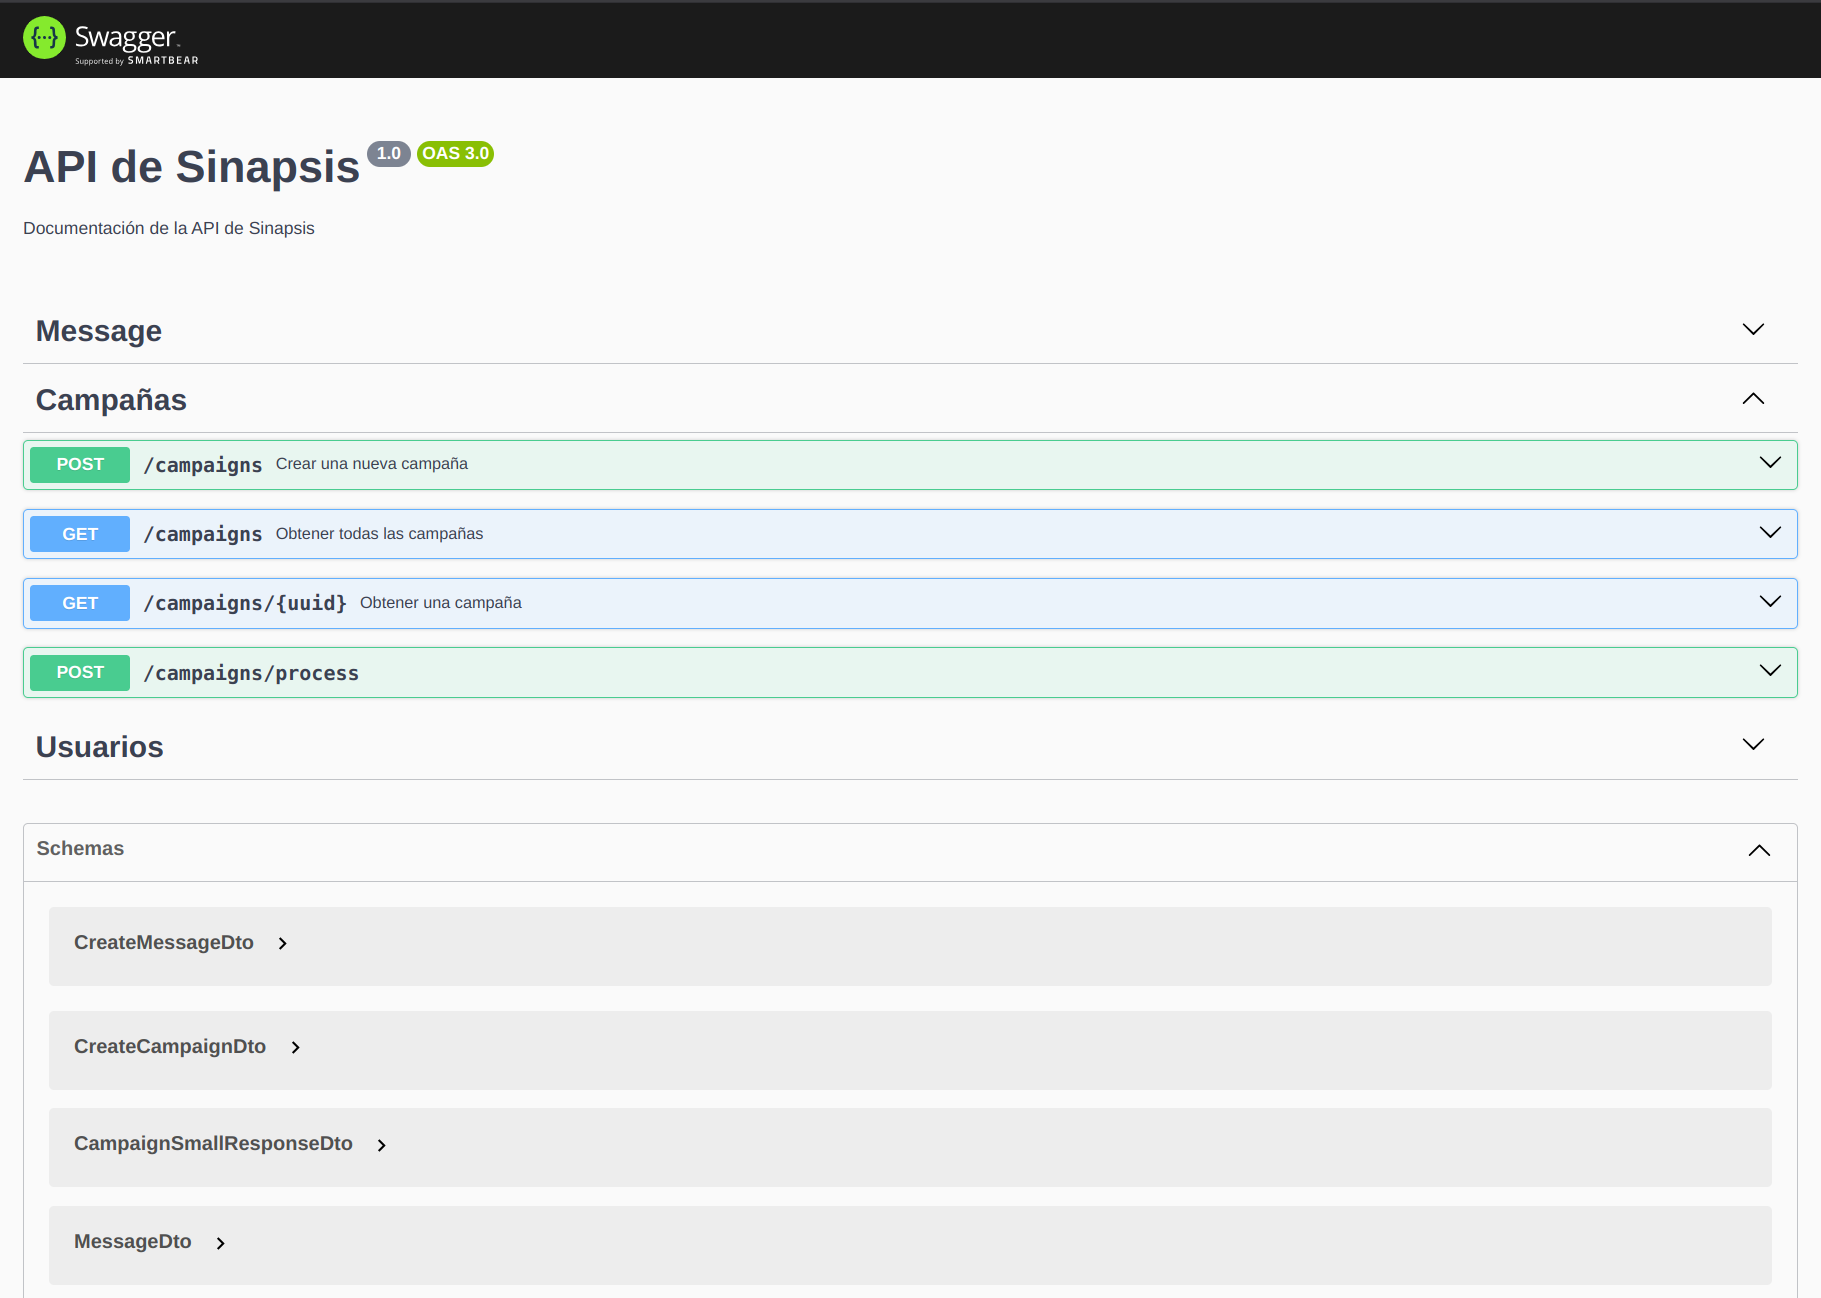 Swagger
Supported by SMARTBEAR
API de Sinapsis 1.0 OAS 3.0
Documentación de la API de Sinapsis
Message
Campañas
POST /campaigns Crear una nueva campaña
GET /campaigns Obtener todas las campañas
GET /campaigns/{uuid} Obtener una campaña
POST /campaigns/process
Usuarios
Schemas
CreateMessageDto
CreateCampaignDto
CampaignSmallResponseDto
MessageDto